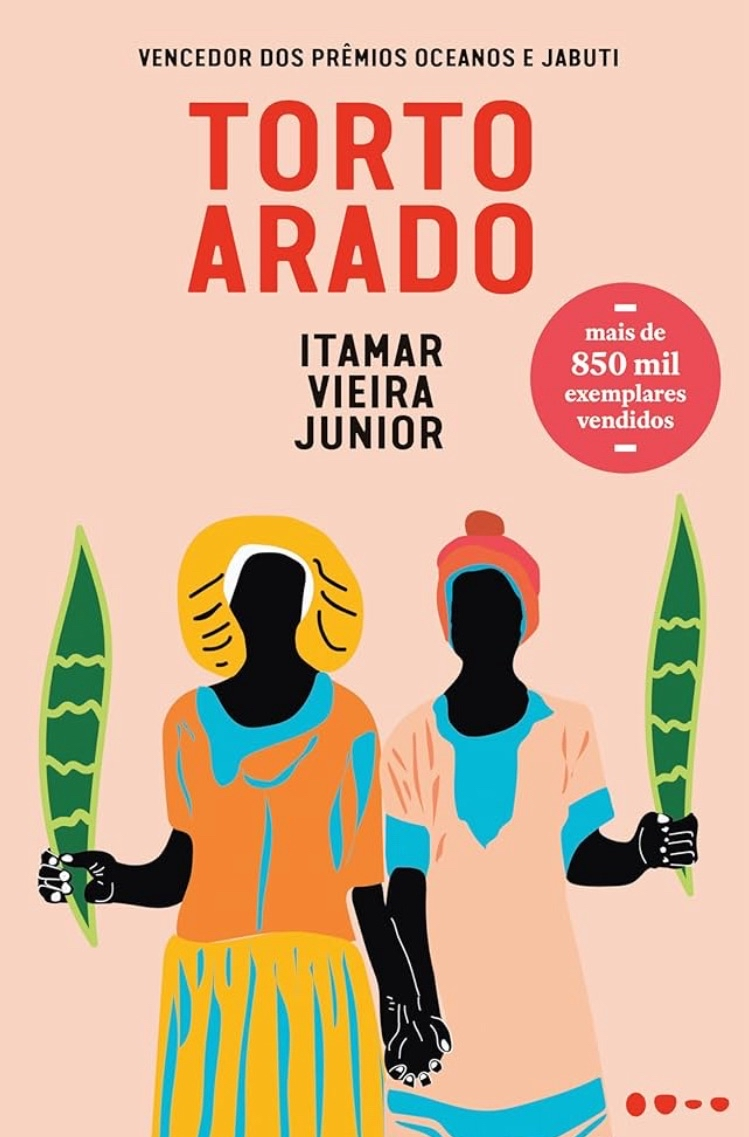 VENCEDOR DOS PRÊMIOS OCEANOS E JABUTI
TORTO
ARADO
ITAMAR
VIEIRA
JUNIOR
mais de
850 mil
exemplares
vendidos